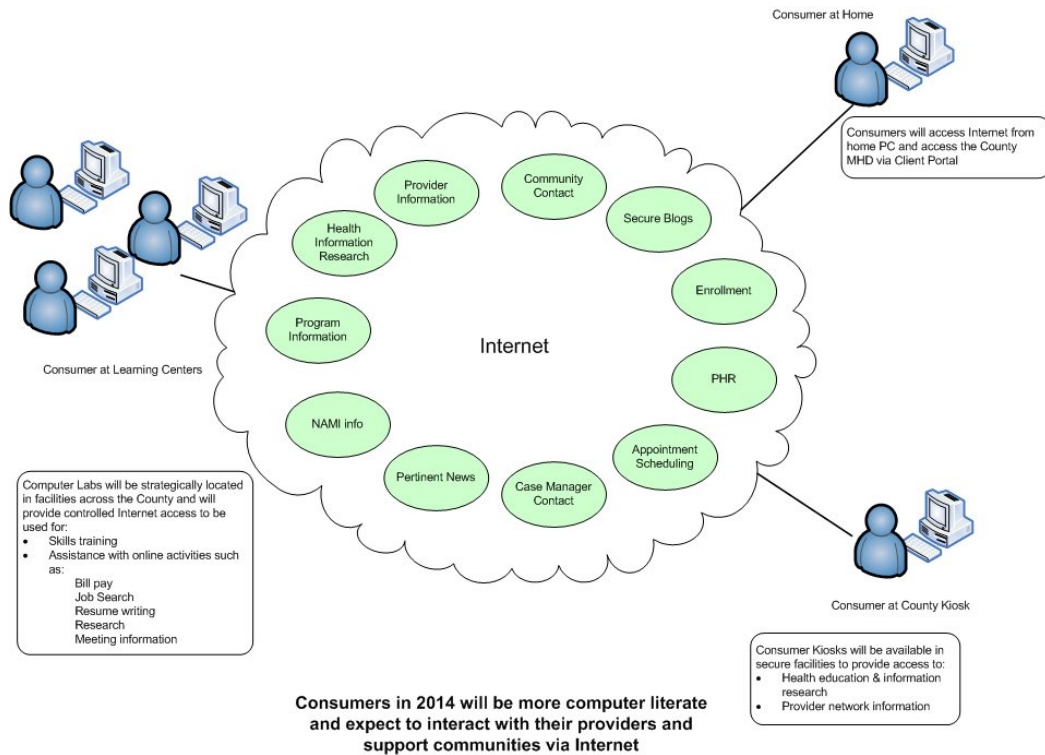 Consumer at Home
Consumers will access Internet from
home PC and access the County
MHD via Client Portal
Community
Contact
Provider
Information
Secure Blogs
Health
Information
Research
Enrollment
Program
Information
Internet
Consumer at Learning Centers
PHR
NAMI info
Appointment
Scheduling
Pertinent News
Case Manager
Contact
Computer Labs will be strategically located
in facilities across the County and will
provide controlled Internet access to be
used for:
• Skills training
• Assistance with online activities such
as:
Bill pay
Job Search
Resume writing
Research
Meeting information
Consumer at County Kiosk
Consumer Kiosks will be available in
secure facilities to provide access to:
• Health education & information
research
• Provider network information
Consumers in 2014 will be more computer literate
and expect to interact with their providers and
support communities via Internet